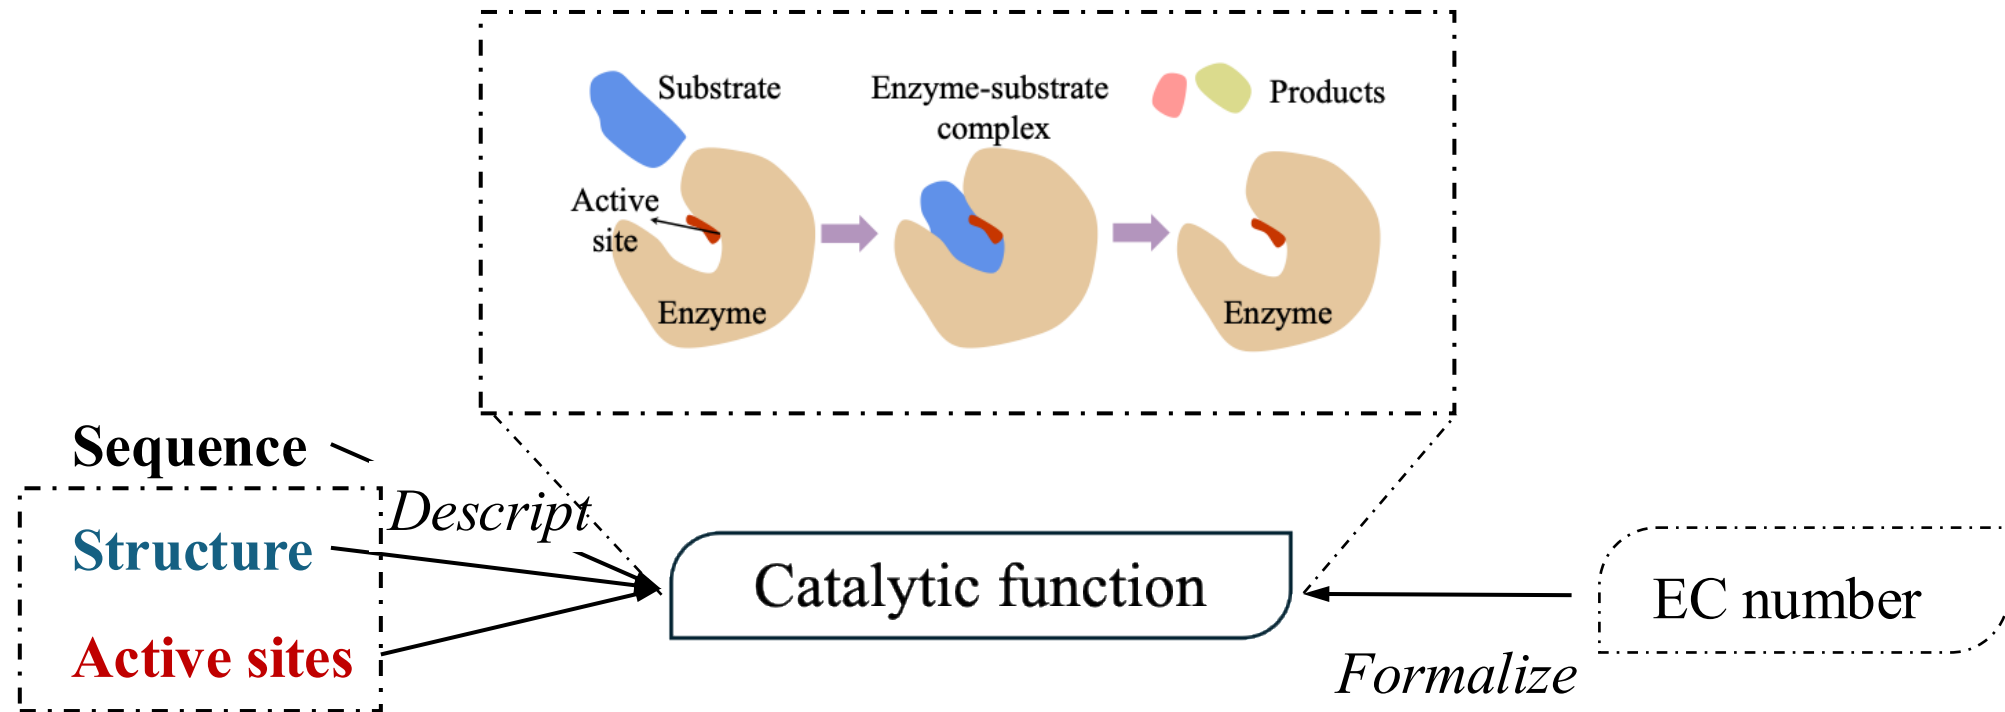 Substrate
Enzyme-substrate
complex
Products
Active
site
Enzyme
Enzyme
Sequence
Structure
Active sites
Descript
Catalytic function
EC number
Formalize